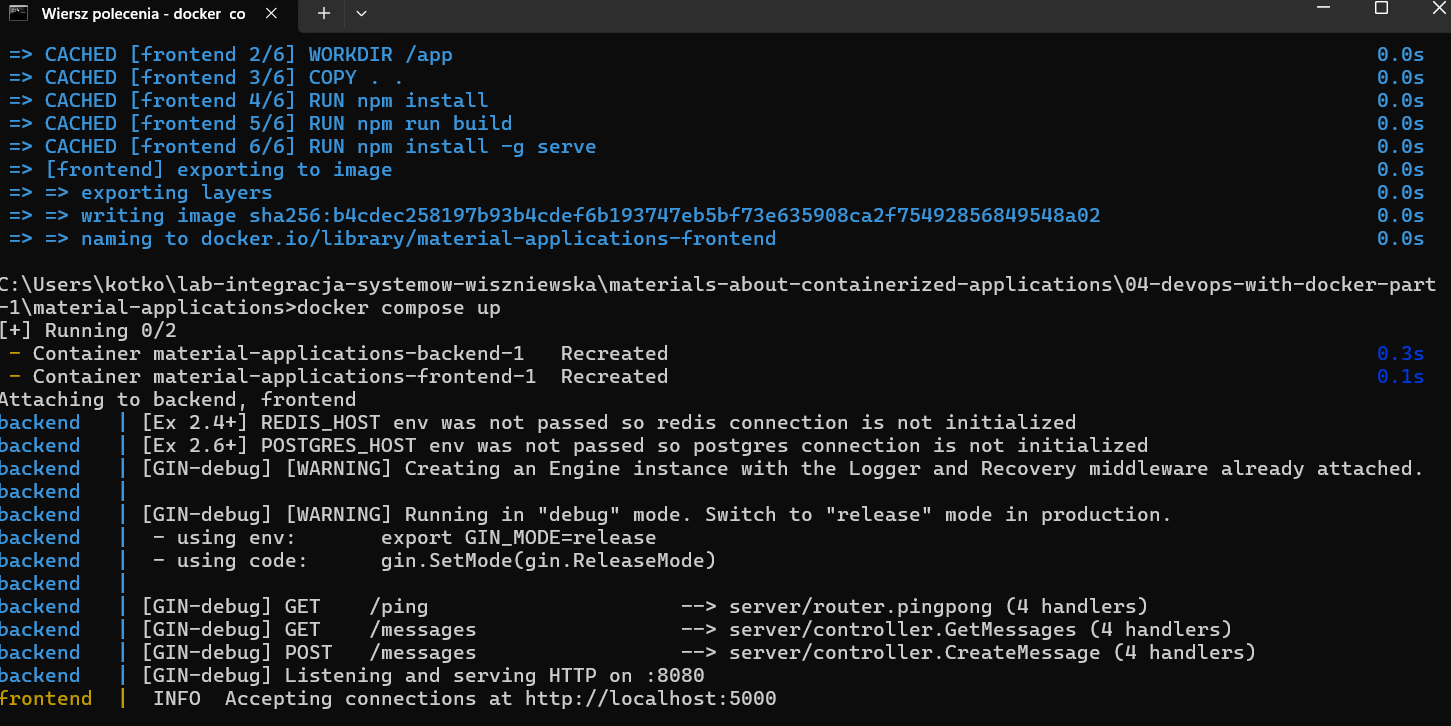 Wiersz polecenia - docker co
=> CACHED [frontend 2/6] WORKDIR /app 0.0s
=> CACHED [frontend 3/6] COPY . . 0.0s
=> CACHED [frontend 4/6] RUN npm install 0.0s
=> CACHED [frontend 5/6] RUN npm run build 0.0s
=> CACHED [frontend 6/6] RUN npm install -g serve 0.0s
=> [frontend] exporting to image 0.0s
=> => exporting layers 0.0s
=> => writing image sha256:b4cdec258197b93b4cdef6b193747eb5bf73e635908ca2f75492856849548a02 0.0s
=> => naming to docker.io/library/material-applications-frontend 0.0s
C:\Users\kotko\lab-integracja-systemow-wiszniewska\materials-about-containerized-applications\04-devops-with-docker-part
-1\material-applications>docker compose up
[+] Running 0/2
- Container material-applications-backend-1 Recreated 0.3s
- Container material-applications-frontend-1 Recreated 0.1s
Attaching to backend, frontend
backend | [Ex 2.4+] REDIS_HOST env was not passed so redis connection is not initialized
backend | [Ex 2.6+] POSTGRES_HOST env was not passed so postgres connection is not initialized
backend | [GIN-debug] [WARNING] Creating an Engine instance with the Logger and Recovery middleware already attached.
backend |
backend | [GIN-debug] [WARNING] Running in "debug" mode. Switch to "release" mode in production.
backend | - using env: export GIN_MODE=release
backend | - using code: gin.SetMode(gin.ReleaseMode)
backend |
backend | [GIN-debug] GET /ping --> server/router.pingpong (4 handlers)
backend | [GIN-debug] GET /messages --> server/controller.GetMessages (4 handlers)
backend | [GIN-debug] POST /messages --> server/controller.CreateMessage (4 handlers)
backend | [GIN-debug] Listening and serving HTTP on :8080
frontend | INFO Accepting connections at http://localhost:5000